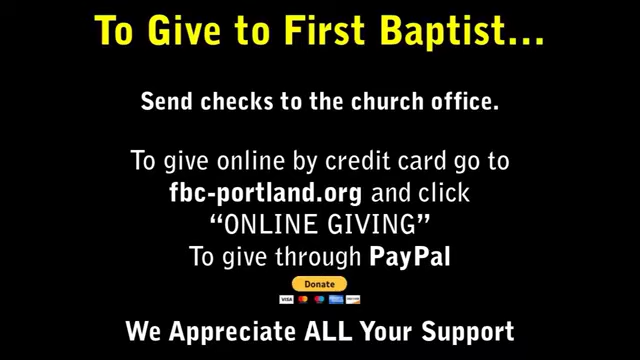 To Give to First Baptist...
Send checks to the church office.
To give online by credit card go to
fbc-portland.org and click
“ONLINE GIVING”
To give through PayPal
Donate
VISA
We Appreciate ALL Your Support